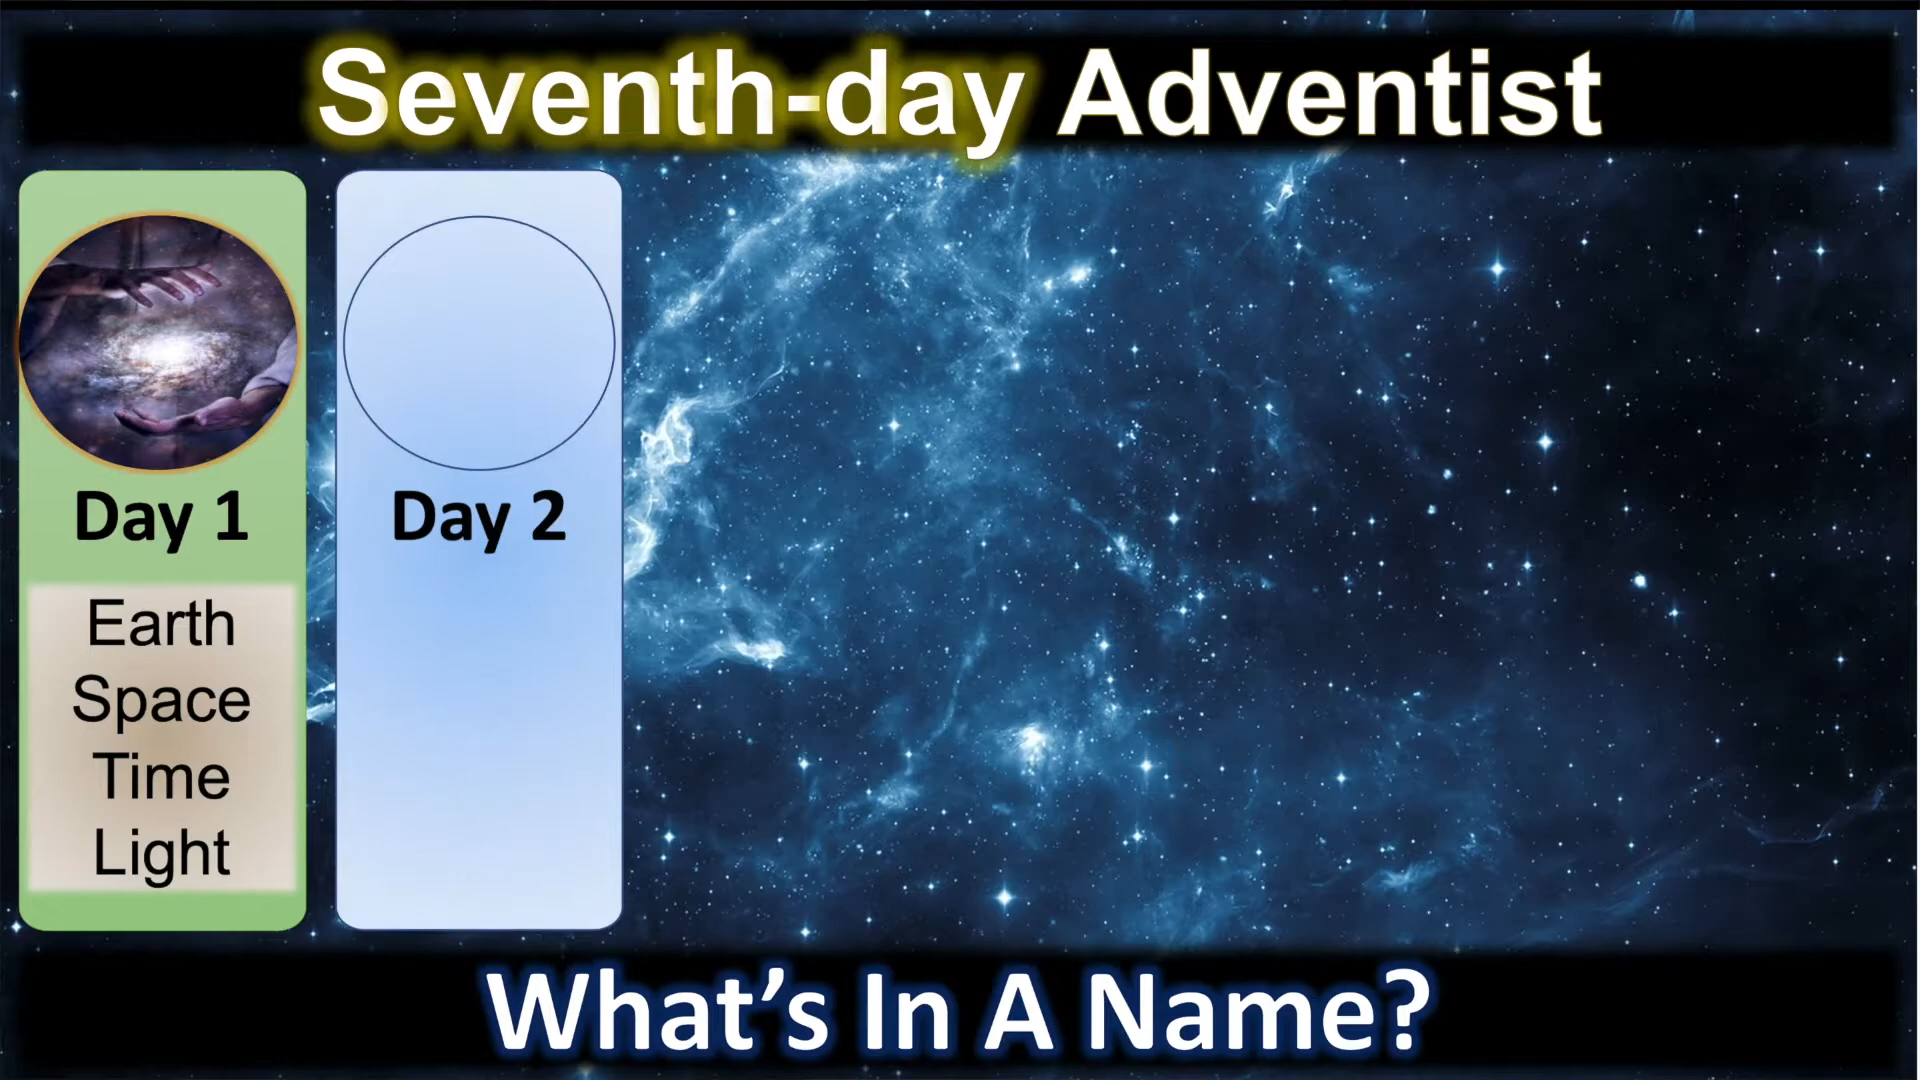 Seventh-day Adventist
Day 1
Earth
Space
Time
Light
Day 2
What's In A Name?